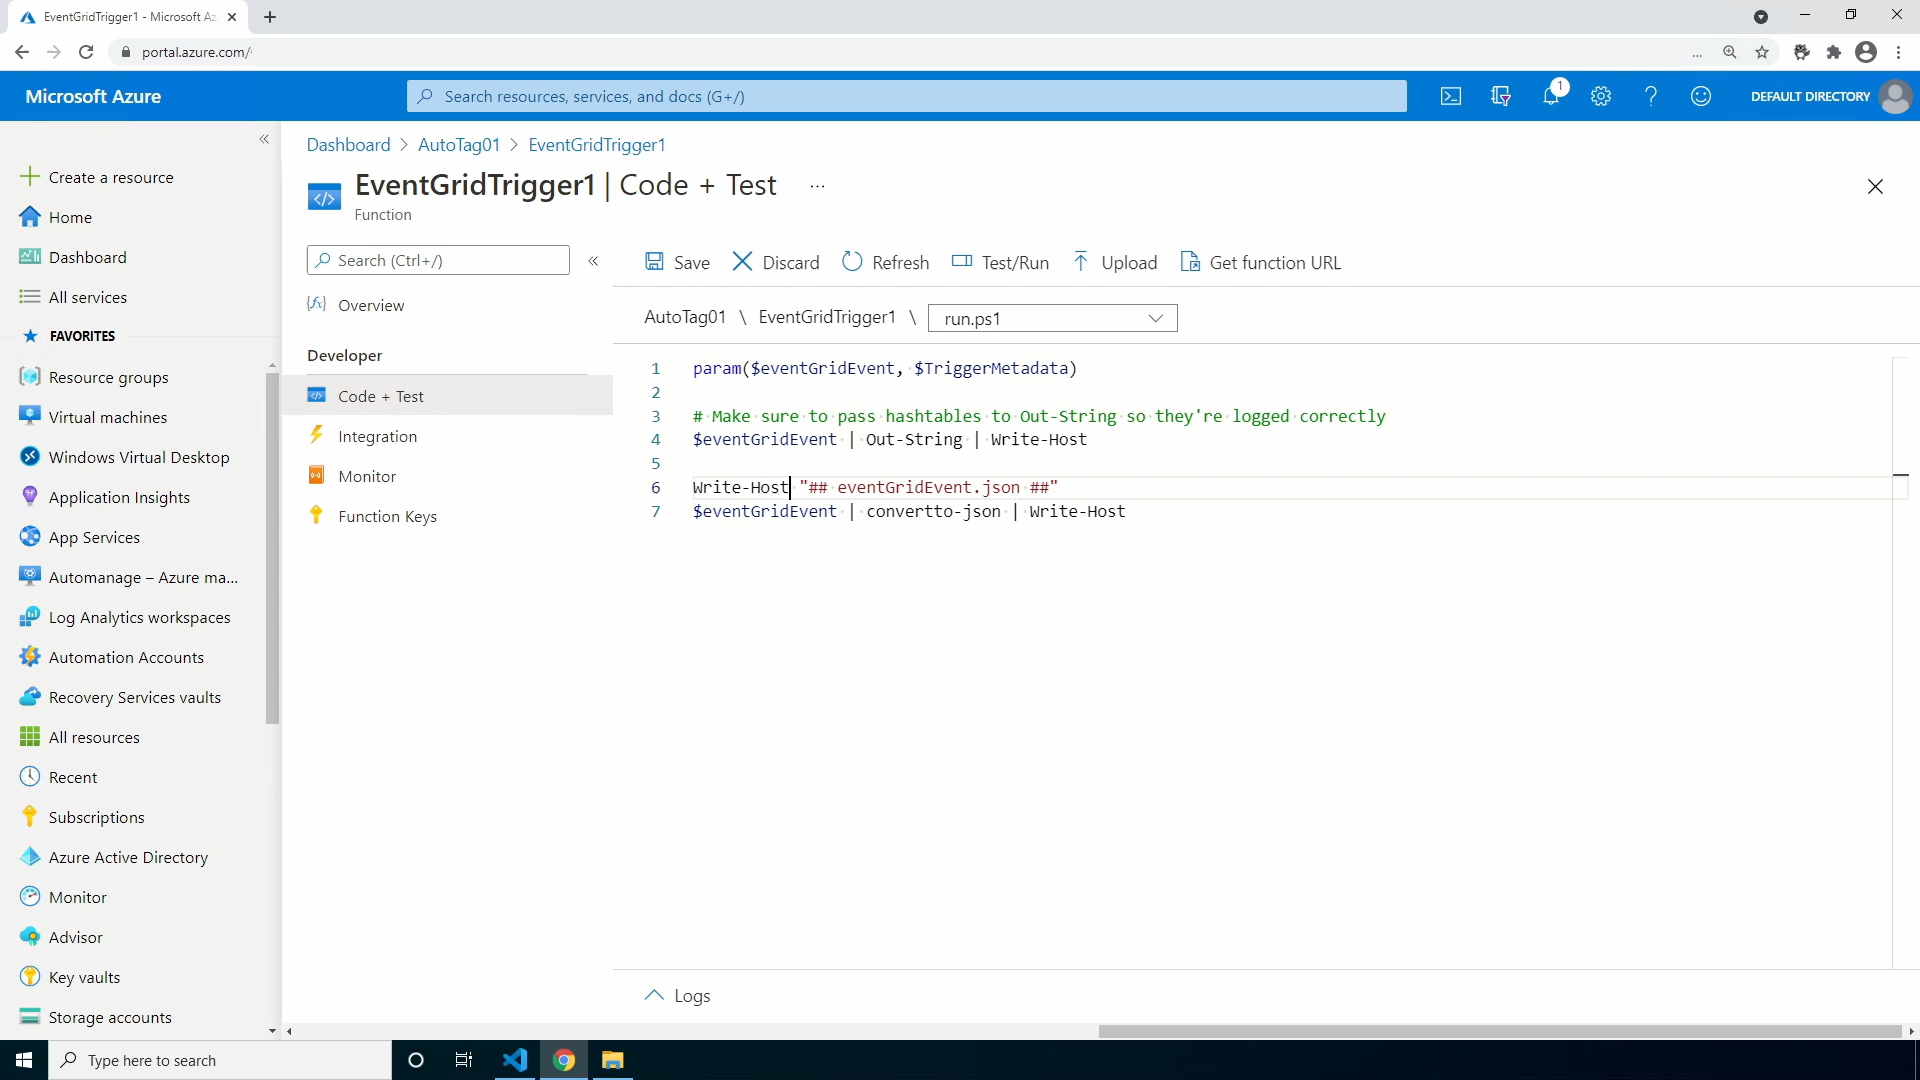 EventGridTrigger1 - Microsoft Az
portal.azure.com/
Microsoft Azure
Search resources, services, and docs (G+/)
1
DEFAULT DIRECTORY
Create a resource
Home
Dashboard
All services
FAVORITES
Resource groups
Virtual machines
Windows Virtual Desktop
Application Insights
App Services
Automanage – Azure ma...
Log Analytics workspaces
Automation Accounts
Recovery Services vaults
All resources
Recent
Subscriptions
Azure Active Directory
Monitor
Advisor
Key vaults
Storage accounts
Dashboard > AutoTag01 > EventGridTrigger1
EventGridTrigger1 | Code + Test ...
Function
Search (Ctrl+/)
Overview
Developer
Code + Test
Integration
Monitor
Function Keys
Save Discard Refresh Test/Run Upload Get function URL
AutoTag01 \ EventGridTrigger1 \ run.ps1
1 param($eventGridEvent, $TriggerMetadata)
2
3 # Make sure to pass hashtables to Out-String so they're logged correctly
4 $eventGridEvent | Out-String | Write-Host
5
6 Write-Host "## eventGridEvent.json ##"
7 $eventGridEvent | convertto-json | Write-Host
Logs
Type here to search